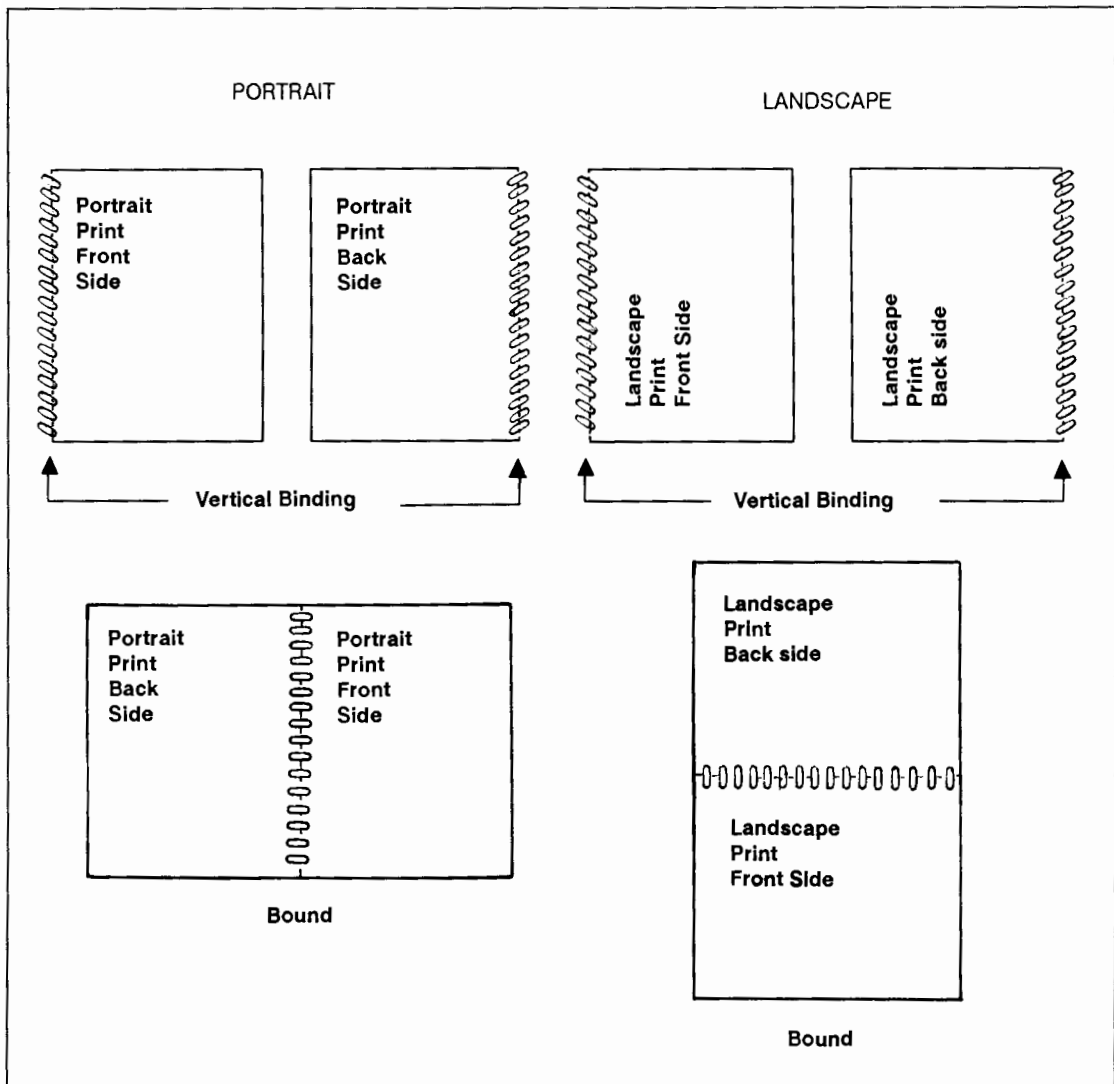 PORTRAIT
LANDSCAPE
Portrait
Print
Front
Side
Portrait
Print
Back
Side
Landscape
Print
Front Side
Landscape
Print
Back side
Vertical Binding
Vertical Binding
Portrait
Print
Back
Side
Portrait
Print
Front
Side
Bound
Landscape
Print
Back side
Landscape
Print
Front Side
Bound